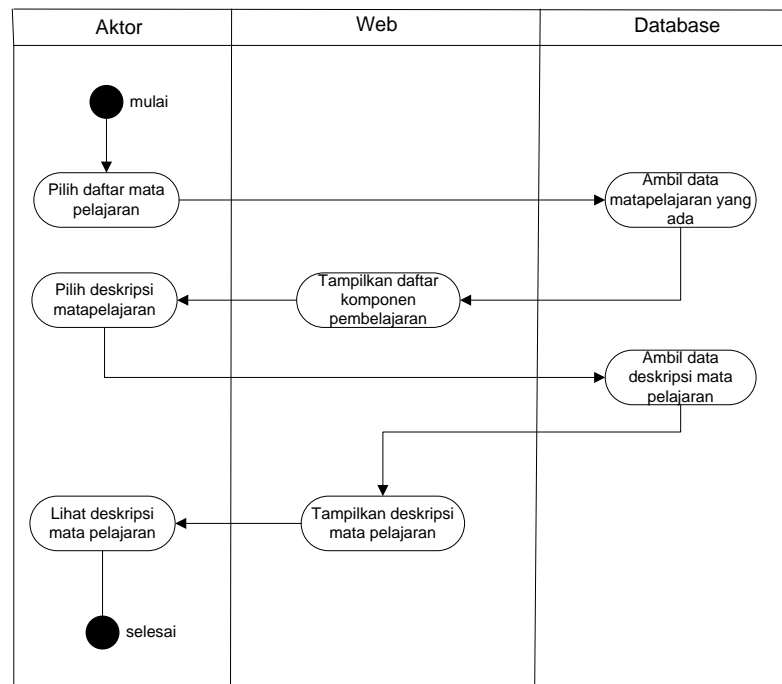 Aktor
Web
Database
mulai
Pilih daftar mata
pelajaran
Ambil data
matapelajaran yang
ada
Pilih deskripsi
matapelajaran
Tampilkan daftar
komponen
pembelajaran
Ambil data
deskripsi mata
pelajaran
Lihat deskripsi
mata pelajaran
Tampilkan deskripsi
mata pelajaran
selesai